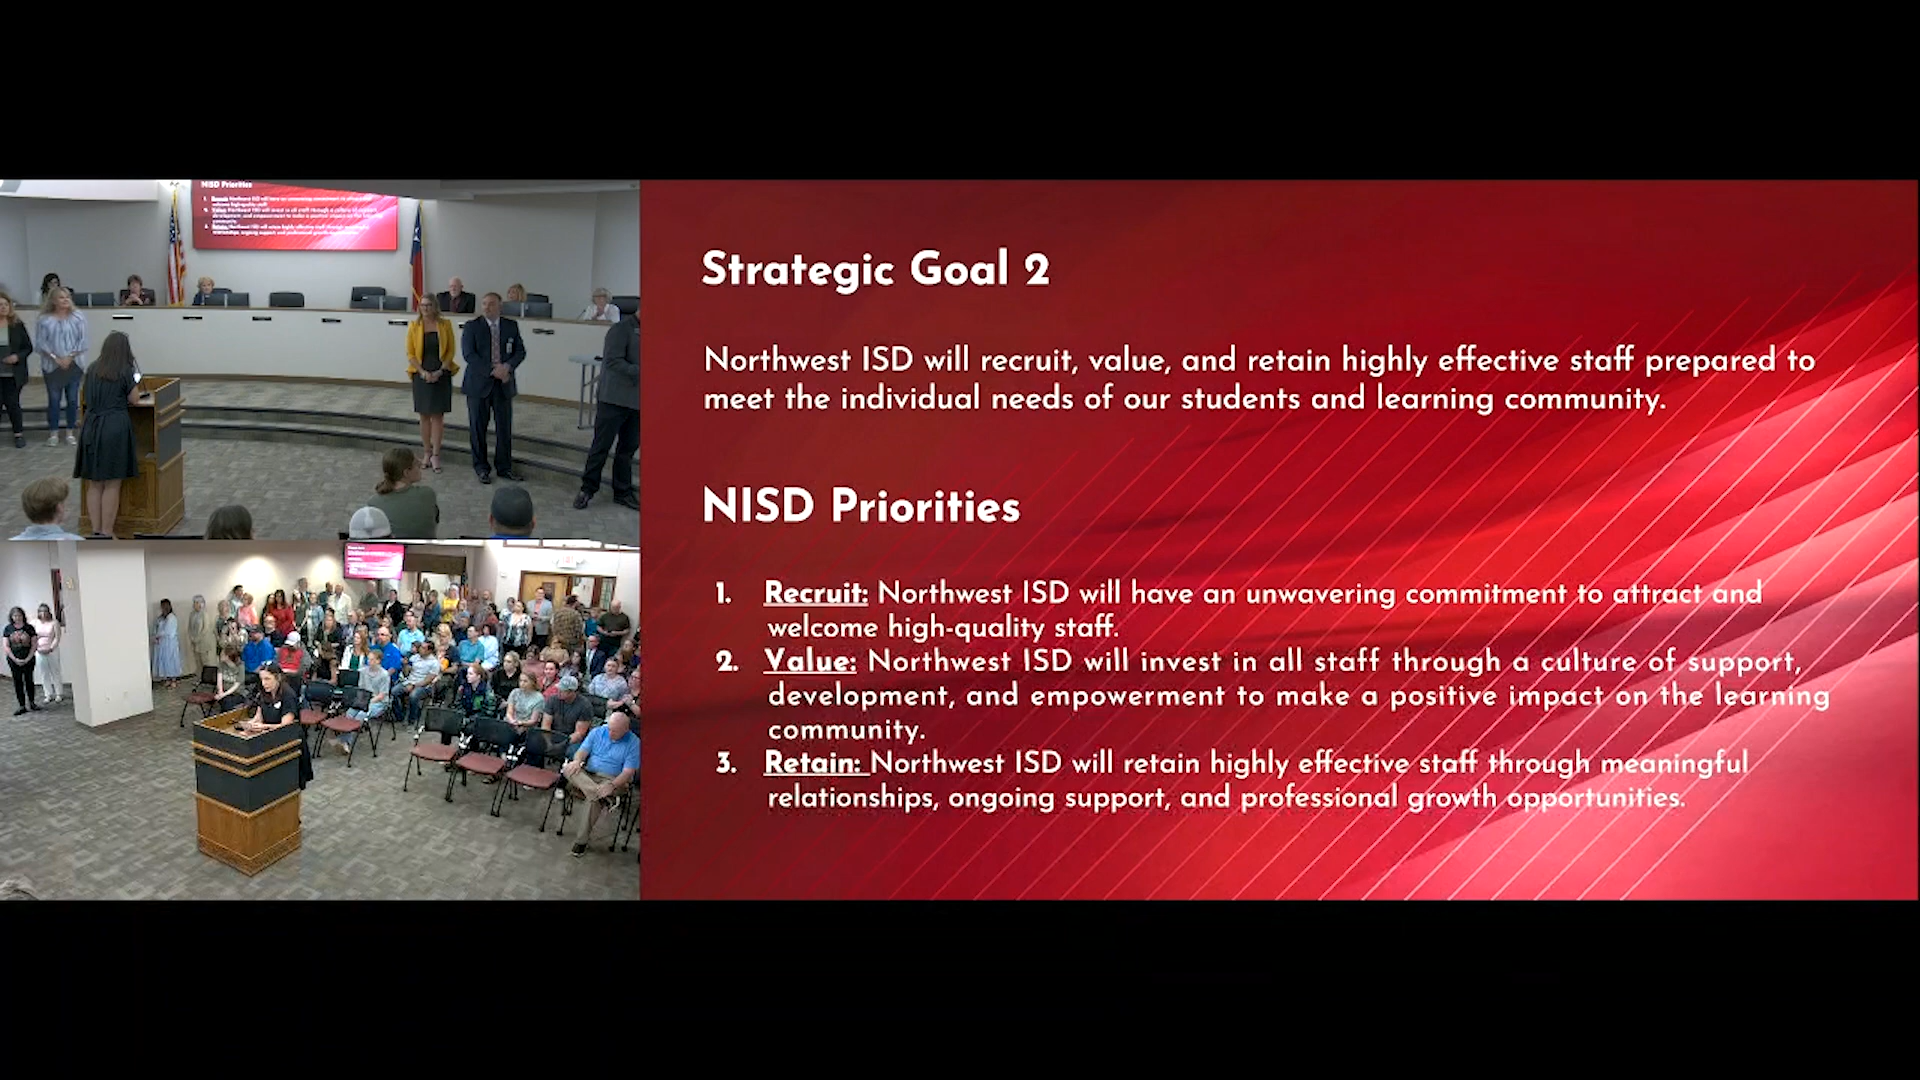 NISD Priorities
Strategic Goal 2
Northwest ISD will recruit, value, and retain highly effective staff prepared to
meet the individual needs of our students and learning community.
NISD Priorities
1. Recruit: Northwest ISD will have an unwavering commitment to attract and
welcome high-quality staff.
2. Value: Northwest ISD will invest in all staff through a culture of support,
development, and empowerment to make a positive impact on the learning
community.
3. Retain: Northwest ISD will retain highly effective staff through meaningful
relationships, ongoing support, and professional growth opportunities.